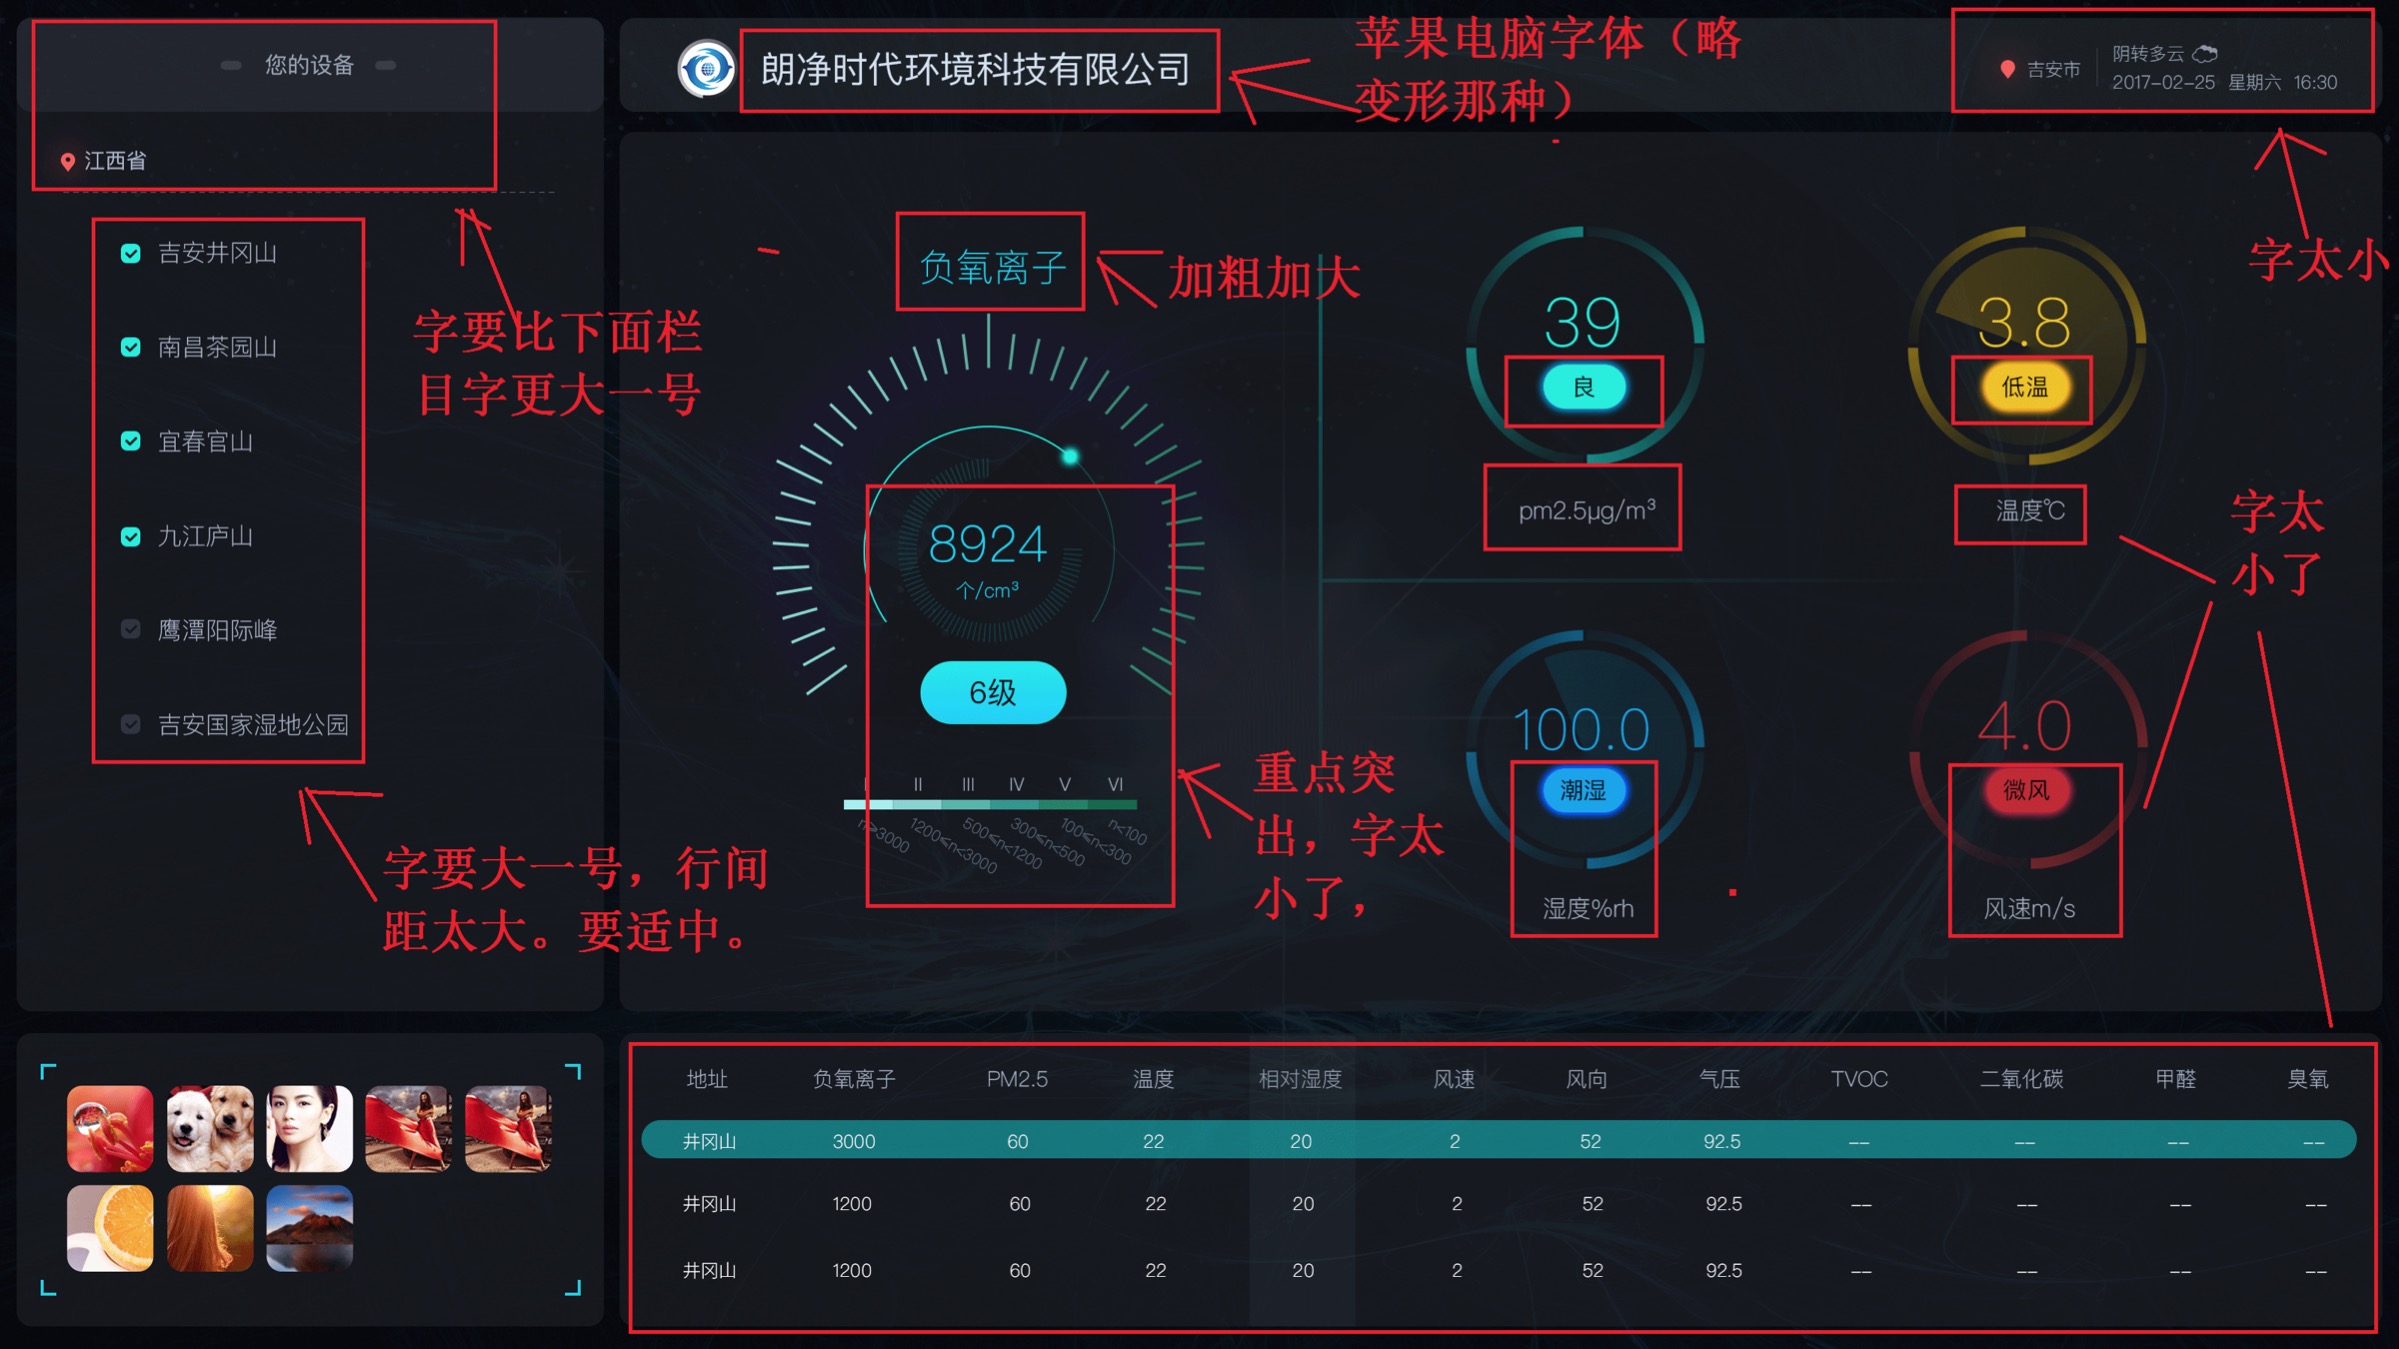 您的设备
江西省
吉安井冈山
南昌茶园山
宜春官山
九江庐山
鹰潭阳际峰
吉安国家湿地公园
字要比下面栏
目字更大一号
字要大一号，行间
距太大。要适中。
朗净时代环境科技有限公司
苹果电脑字体（略
变形那种）
吉安市
阴转多云
2017-02-25 星期六 16:30
字太小
负氧离子
加粗加大
8924
个/cm³
6级
I II III IV V VI
n≥3000 1200≤n<3000 500≤n<1200 300≤n<500 100≤n<300 n<100
重点突
出，字太
小了，
39
良
pm2.5μg/m³
3.8
低温
温度℃
字太
小了
100.0
潮湿
湿度%rh
4.0
微风
风速m/s
地址 负氧离子 PM2.5 温度 相对湿度 风速 风向 气压 TVOC 二氧化碳 甲醛 臭氧
井冈山 3000 60 22 20 2 52 92.5 -- -- -- --
井冈山 1200 60 22 20 2 52 92.5 -- -- -- --
井冈山 1200 60 22 20 2 52 92.5 -- -- -- --